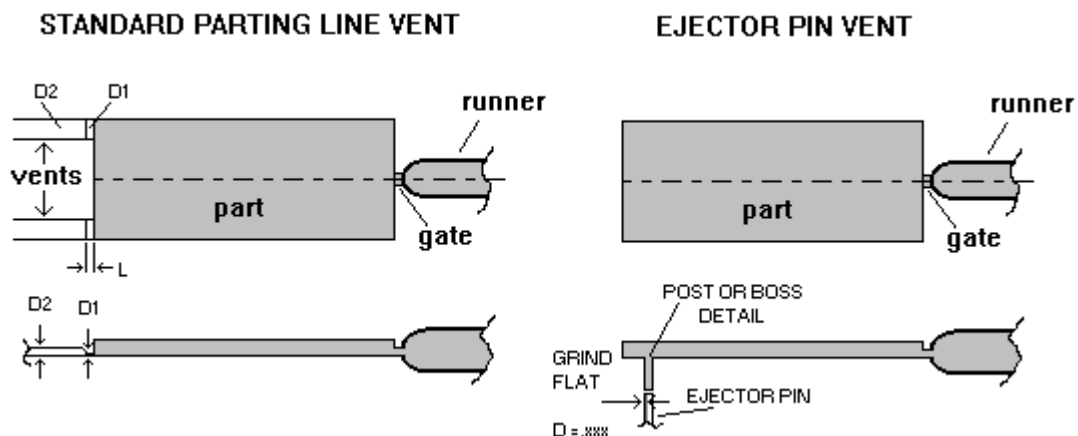 STANDARD PARTING LINE VENT
D2
D1
runner
vents
part
gate
L
D2
D1
EJECTOR PIN VENT
runner
part
gate
POST OR BOSS
DETAIL
GRIND
FLAT
EJECTOR PIN
D = .xxx